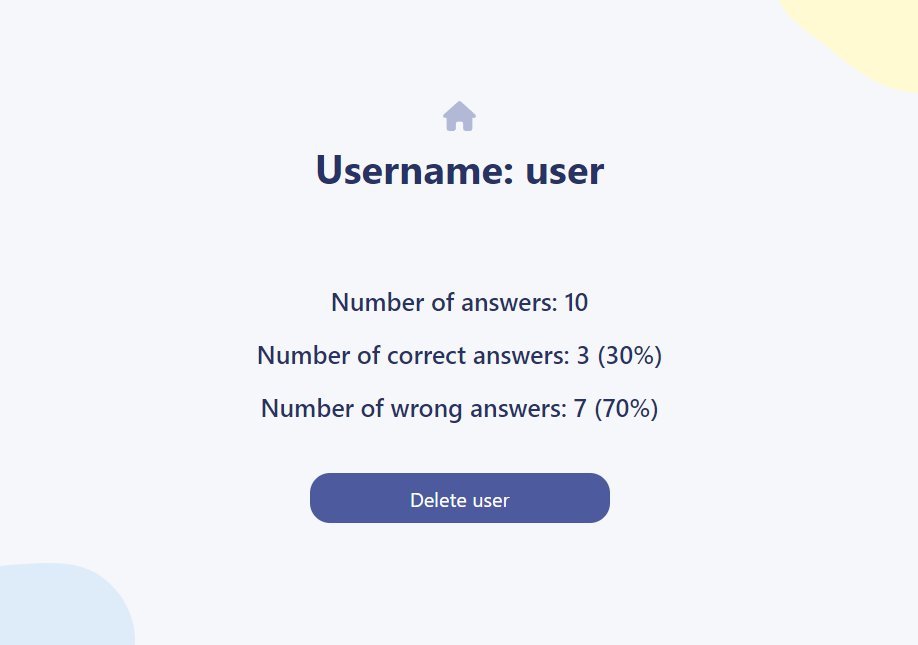 Username: user
Number of answers: 10
Number of correct answers: 3 (30%)
Number of wrong answers: 7 (70%)
Delete user